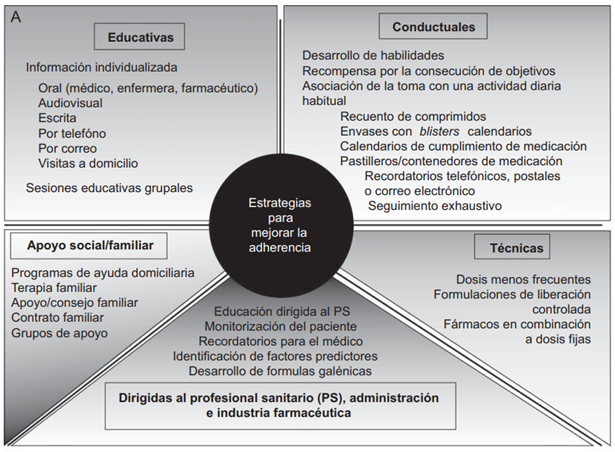 A
Educativas
Información individualizada
Oral (médico, enfermera, farmacéutico)
Audiovisual
Escrita
Por telefóno
Por correo
Visitas a domicilio
Sesiones educativas grupales
Conductuales
Desarrollo de habilidades
Recompensa por la consecución de objetivos
Asociación de la toma con una actividad diaria
habitual
Recuento de comprimidos
Envases con blisters calendarios
Calendarios de cumplimiento de medicación
Pastilleros/contenedores de medicación
Recordatorios telefónicos, postales
o correo electrónico
Seguimiento exhaustivo
Estrategias
para
mejorar la
adherencia
Apoyo social/familiar
Programas de ayuda domiciliaria
Terapia familiar
Apoyo/consejo familiar
Contrato familiar
Grupos de apoyo
Educación dirigida al PS
Monitorización del paciente
Recordatorios para el médico
Identificación de factores predictores
Desarrollo de formulas galénicas
Dirigidas al profesional sanitario (PS), administración
e industria farmacéutica
Técnicas
Dosis menos frecuentes
Formulaciones de liberación
controlada
Fármacos en combinación
a dosis fijas